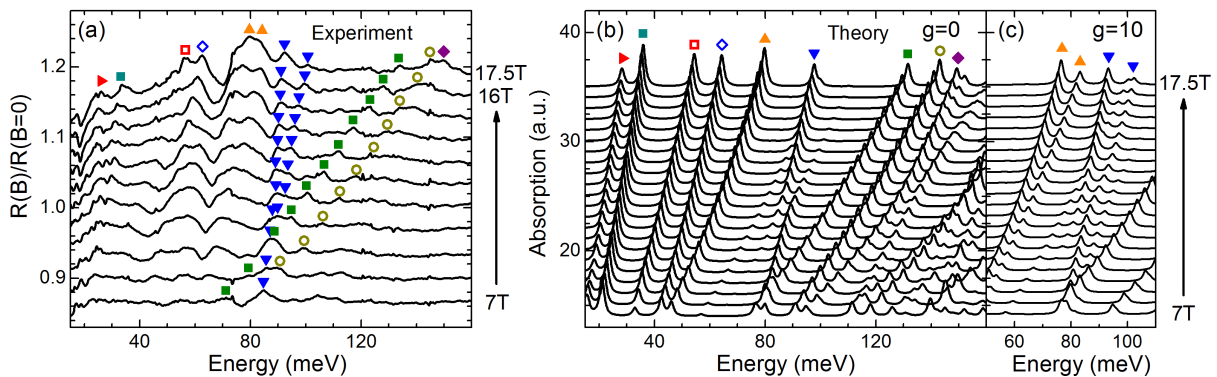 (a)
Experiment
17.5T
16T
7T
1.2
1.1
1.0
0.9
R(B)/R(B=0)
40
80
120
Energy (meV)
(b)
Theory
g=0
40
35
30
25
20
Absorption (a.u.)
40
80
120
Energy (meV)
(c)
g=10
17.5T
7T
60
80
100
Energy (meV)